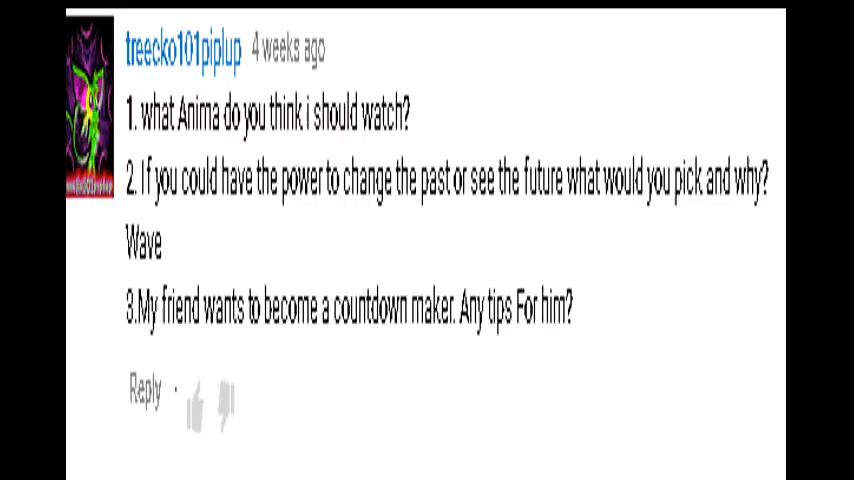 treecko101piplup 4 weeks ago
1. what Anima do you think i should watch?
2. If you could have the power to change the past or see the future what would you pick and why?
Wave
3.My friend wants to become a countdown maker. Any tips For him?
Reply ·